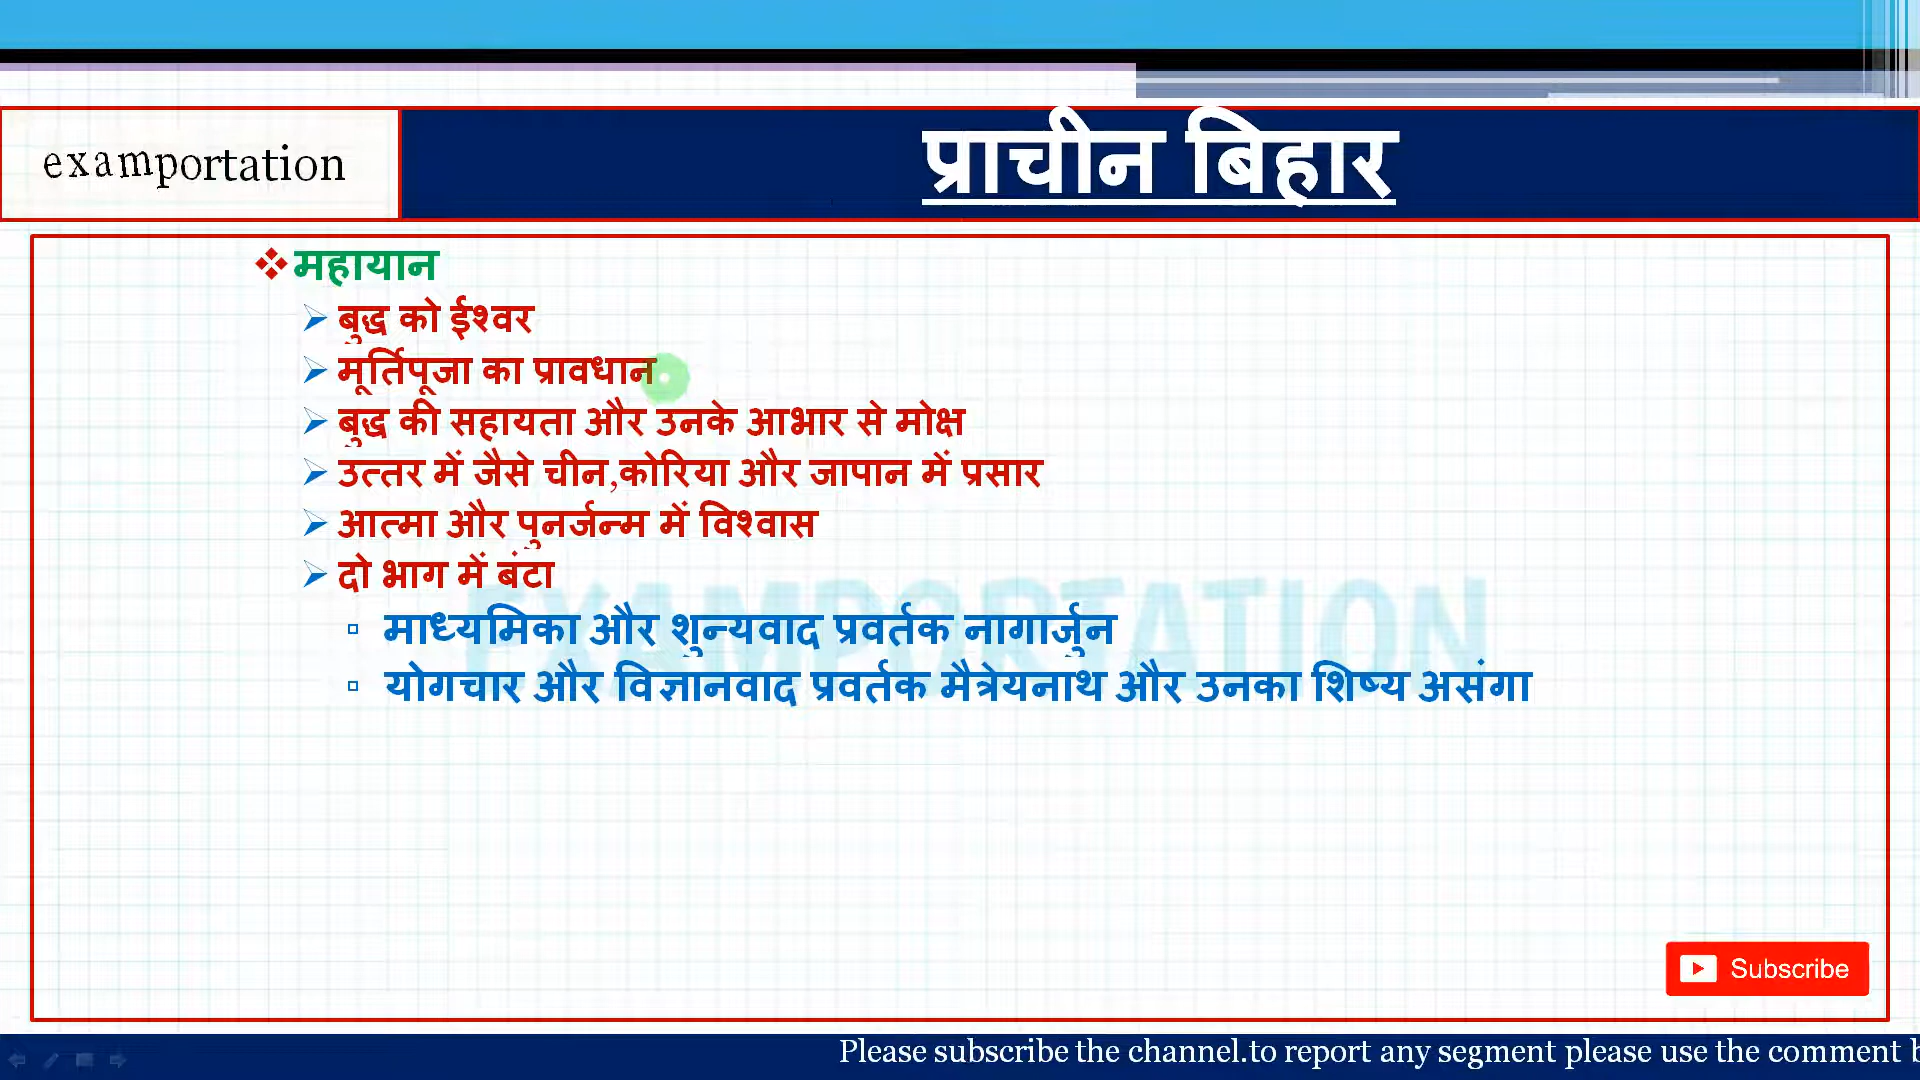 examportation
प्राचीन बिहार
महायान
बुद्ध को ईश्वर
मूर्तिपूजा का प्रावधान
बुद्ध की सहायता और उनके आभार से मोक्ष
उत्तर में जैसे चीन,कोरिया और जापान में प्रसार
आत्मा और पुनर्जन्म में विश्वास
दो भाग में बंटा
माध्यमिका और शुन्यवाद प्रवर्तक नागार्जुन
योगचार और विज्ञानवाद प्रवर्तक मैत्रेयनाथ और उनका शिष्य असंगा
EXAMPORTATION
Subscribe
Please subscribe the channel.to report any segment please use the comment